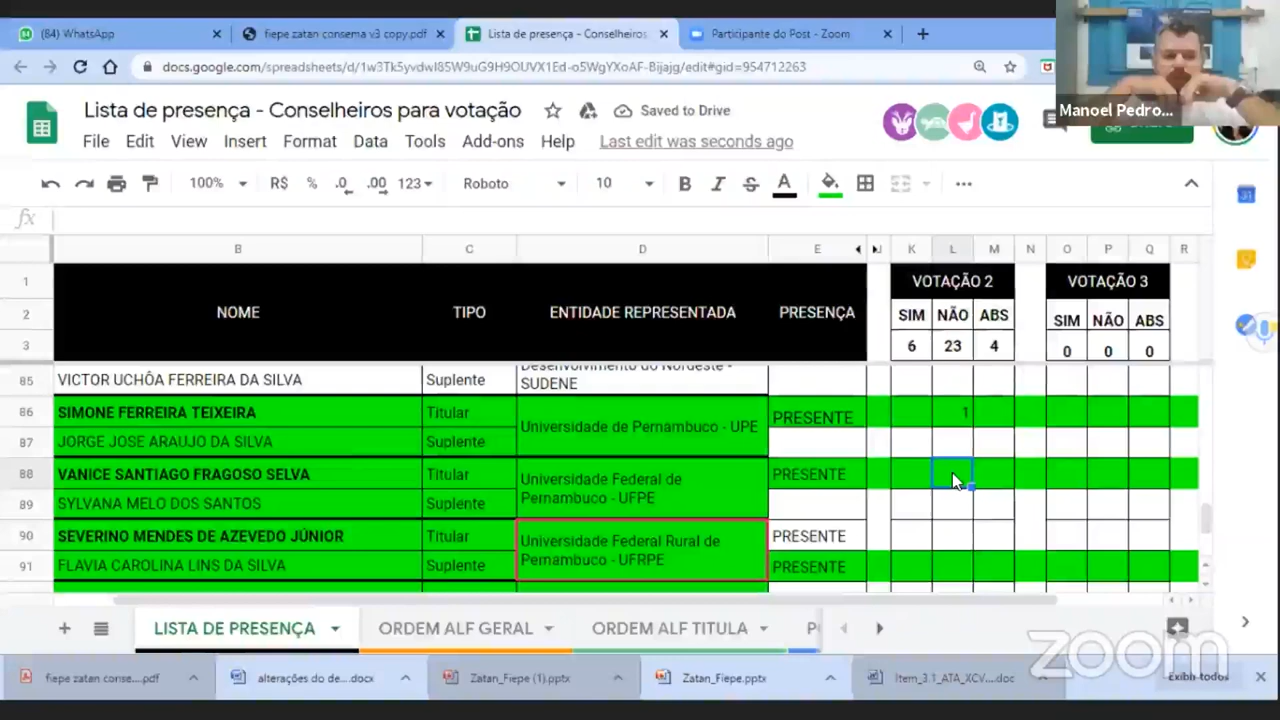 (84) WhatsApp
fiepe zatan consema v3 copy.pdf
Lista de presença - Conselheiros
Participante do Post - Zoom
docs.google.com/spreadsheets/d/1w3Tk5yvdwI85W9uG9H9OUVX1Ed-o5WgYXoAF-Bijajg/edit#gid=954712263
Manoel Pedro...
Lista de presença - Conselheiros para votação
Saved to Drive
File Edit View Insert Format Data Tools Add-ons Help Last edit was seconds ago
100% R$ % .0 .00 123 Roboto 10 B I S A
fx
B C D E K L M N O P Q R
1 VOTAÇÃO 2 VOTAÇÃO 3
2 NOME TIPO ENTIDADE REPRESENTADA PRESENÇA SIM NÃO ABS SIM NÃO ABS
3 6 23 4 0 0 0
Desenvolvimento do Nordeste -
85 VICTOR UCHÔA FERREIRA DA SILVA Suplente SUDENE
86 SIMONE FERREIRA TEIXEIRA Titular PRESENTE 1
Universidade de Pernambuco - UPE
87 JORGE JOSE ARAUJO DA SILVA Suplente
88 VANICE SANTIAGO FRAGOSO SELVA Titular Universidade Federal de PRESENTE
89 SYLVANA MELO DOS SANTOS Suplente Pernambuco - UFPE
90 SEVERINO MENDES DE AZEVEDO JÚNIOR Titular Universidade Federal Rural de PRESENTE
91 FLAVIA CAROLINA LINS DA SILVA Suplente Pernambuco - UFRPE PRESENTE
LISTA DE PRESENÇA ORDEM ALF GERAL ORDEM ALF TITULA
zoom
fiepe zatan conse....pdf
alterações do de....docx
Zatan_Fiepe (1).pptx
Zatan_Fiepe.pptx
Item_3.1_ATA_XCV....doc
Exibir todos
31